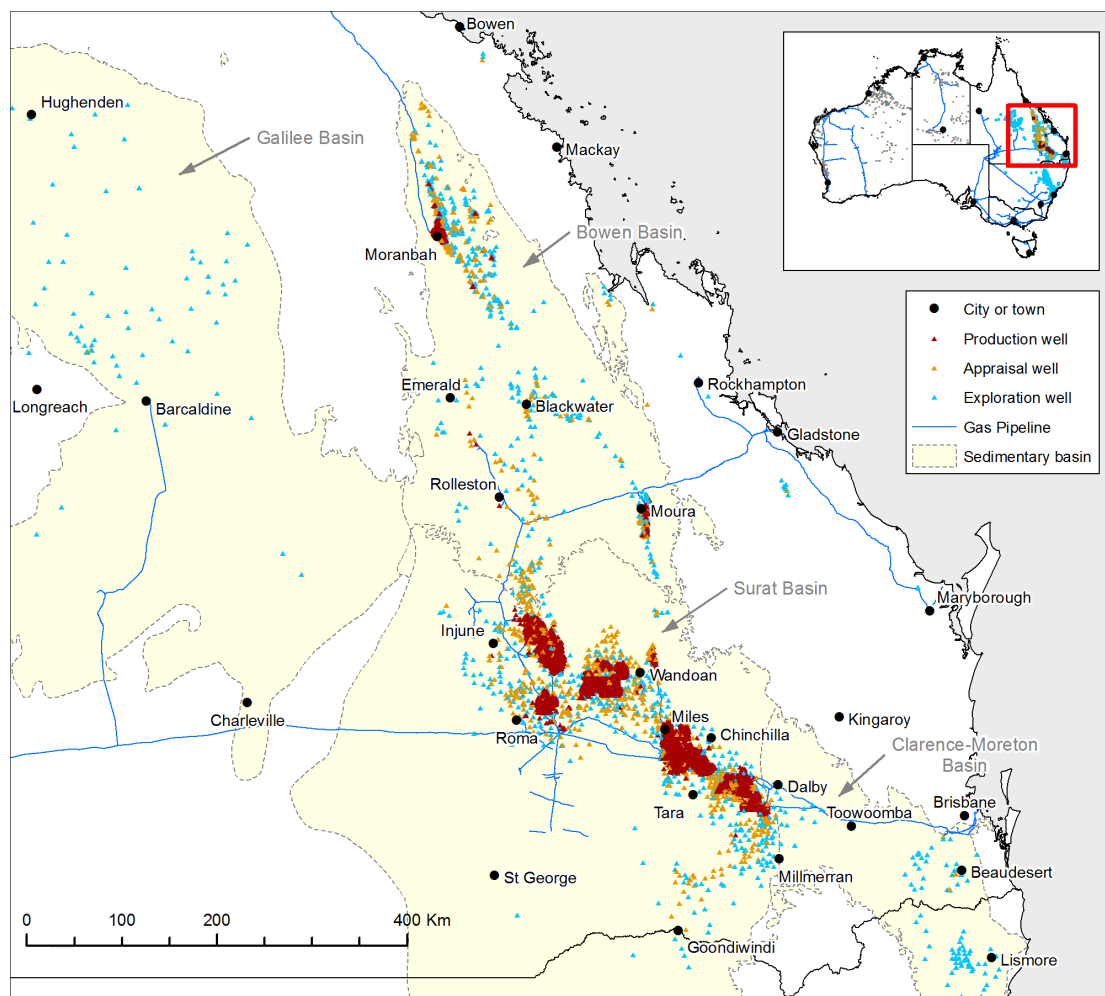 Bowen
Hughenden
Galilee Basin
Mackay
Bowen Basin
Moranbah
City or town
Production well
Appraisal well
Exploration well
Gas Pipeline
Sedimentary basin
Emerald
Rockhampton
Longreach
Barcaldine
Blackwater
Gladstone
Rolleston
Moura
Surat Basin
Maryborough
Injune
Wandoan
Charleville
Roma
Miles
Kingaroy
Chinchilla
Clarence-Moreton
Basin
Dalby
Tara
Toowoomba
Brisbane
St George
Millmerran
Beaudesert
0 100 200 400 Km
Goondiwindi
Lismore